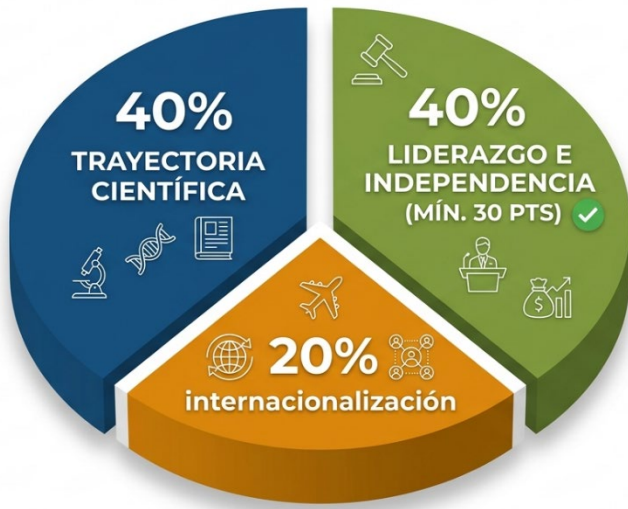 40%
TRAYECTORIA
CIENTÍFICA
40%
LIDERAZGO E
INDEPENDENCIA
(MÍN. 30 PTS)
20%
internacionalización